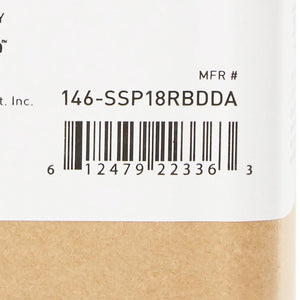 MFR #
t. Inc.
146-SSP18RBDDA
6 12479 22336 3